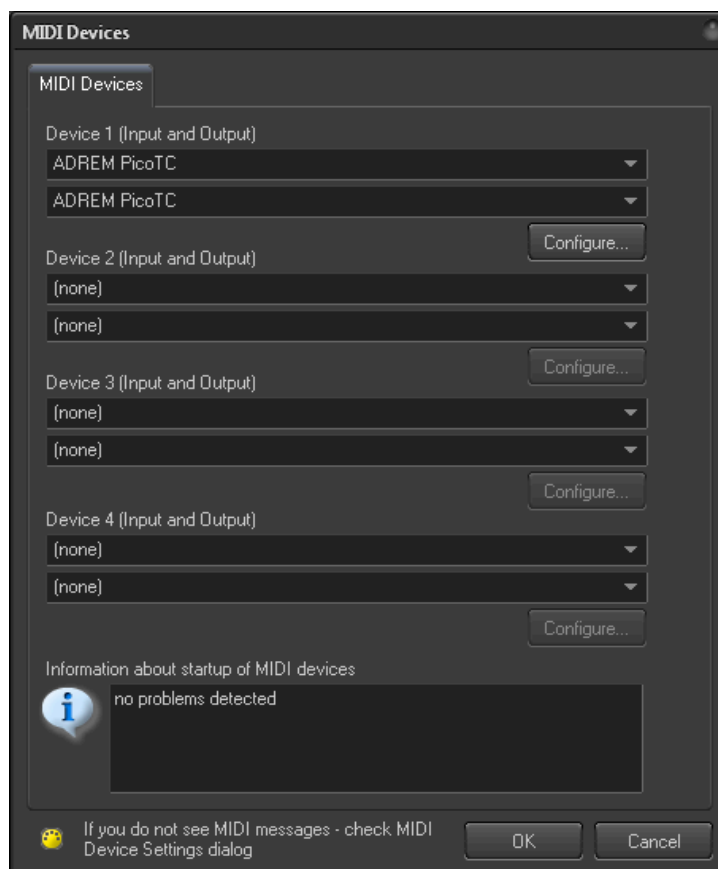 MIDI Devices
MIDI Devices
Device 1 (Input and Output)
ADREM PicoTC
ADREM PicoTC
Configure...
Device 2 (Input and Output)
(none)
(none)
Configure...
Device 3 (Input and Output)
(none)
(none)
Configure...
Device 4 (Input and Output)
(none)
(none)
Configure...
Information about startup of MIDI devices
no problems detected
If you do not see MIDI messages - check MIDI
Device Settings dialog
OK
Cancel